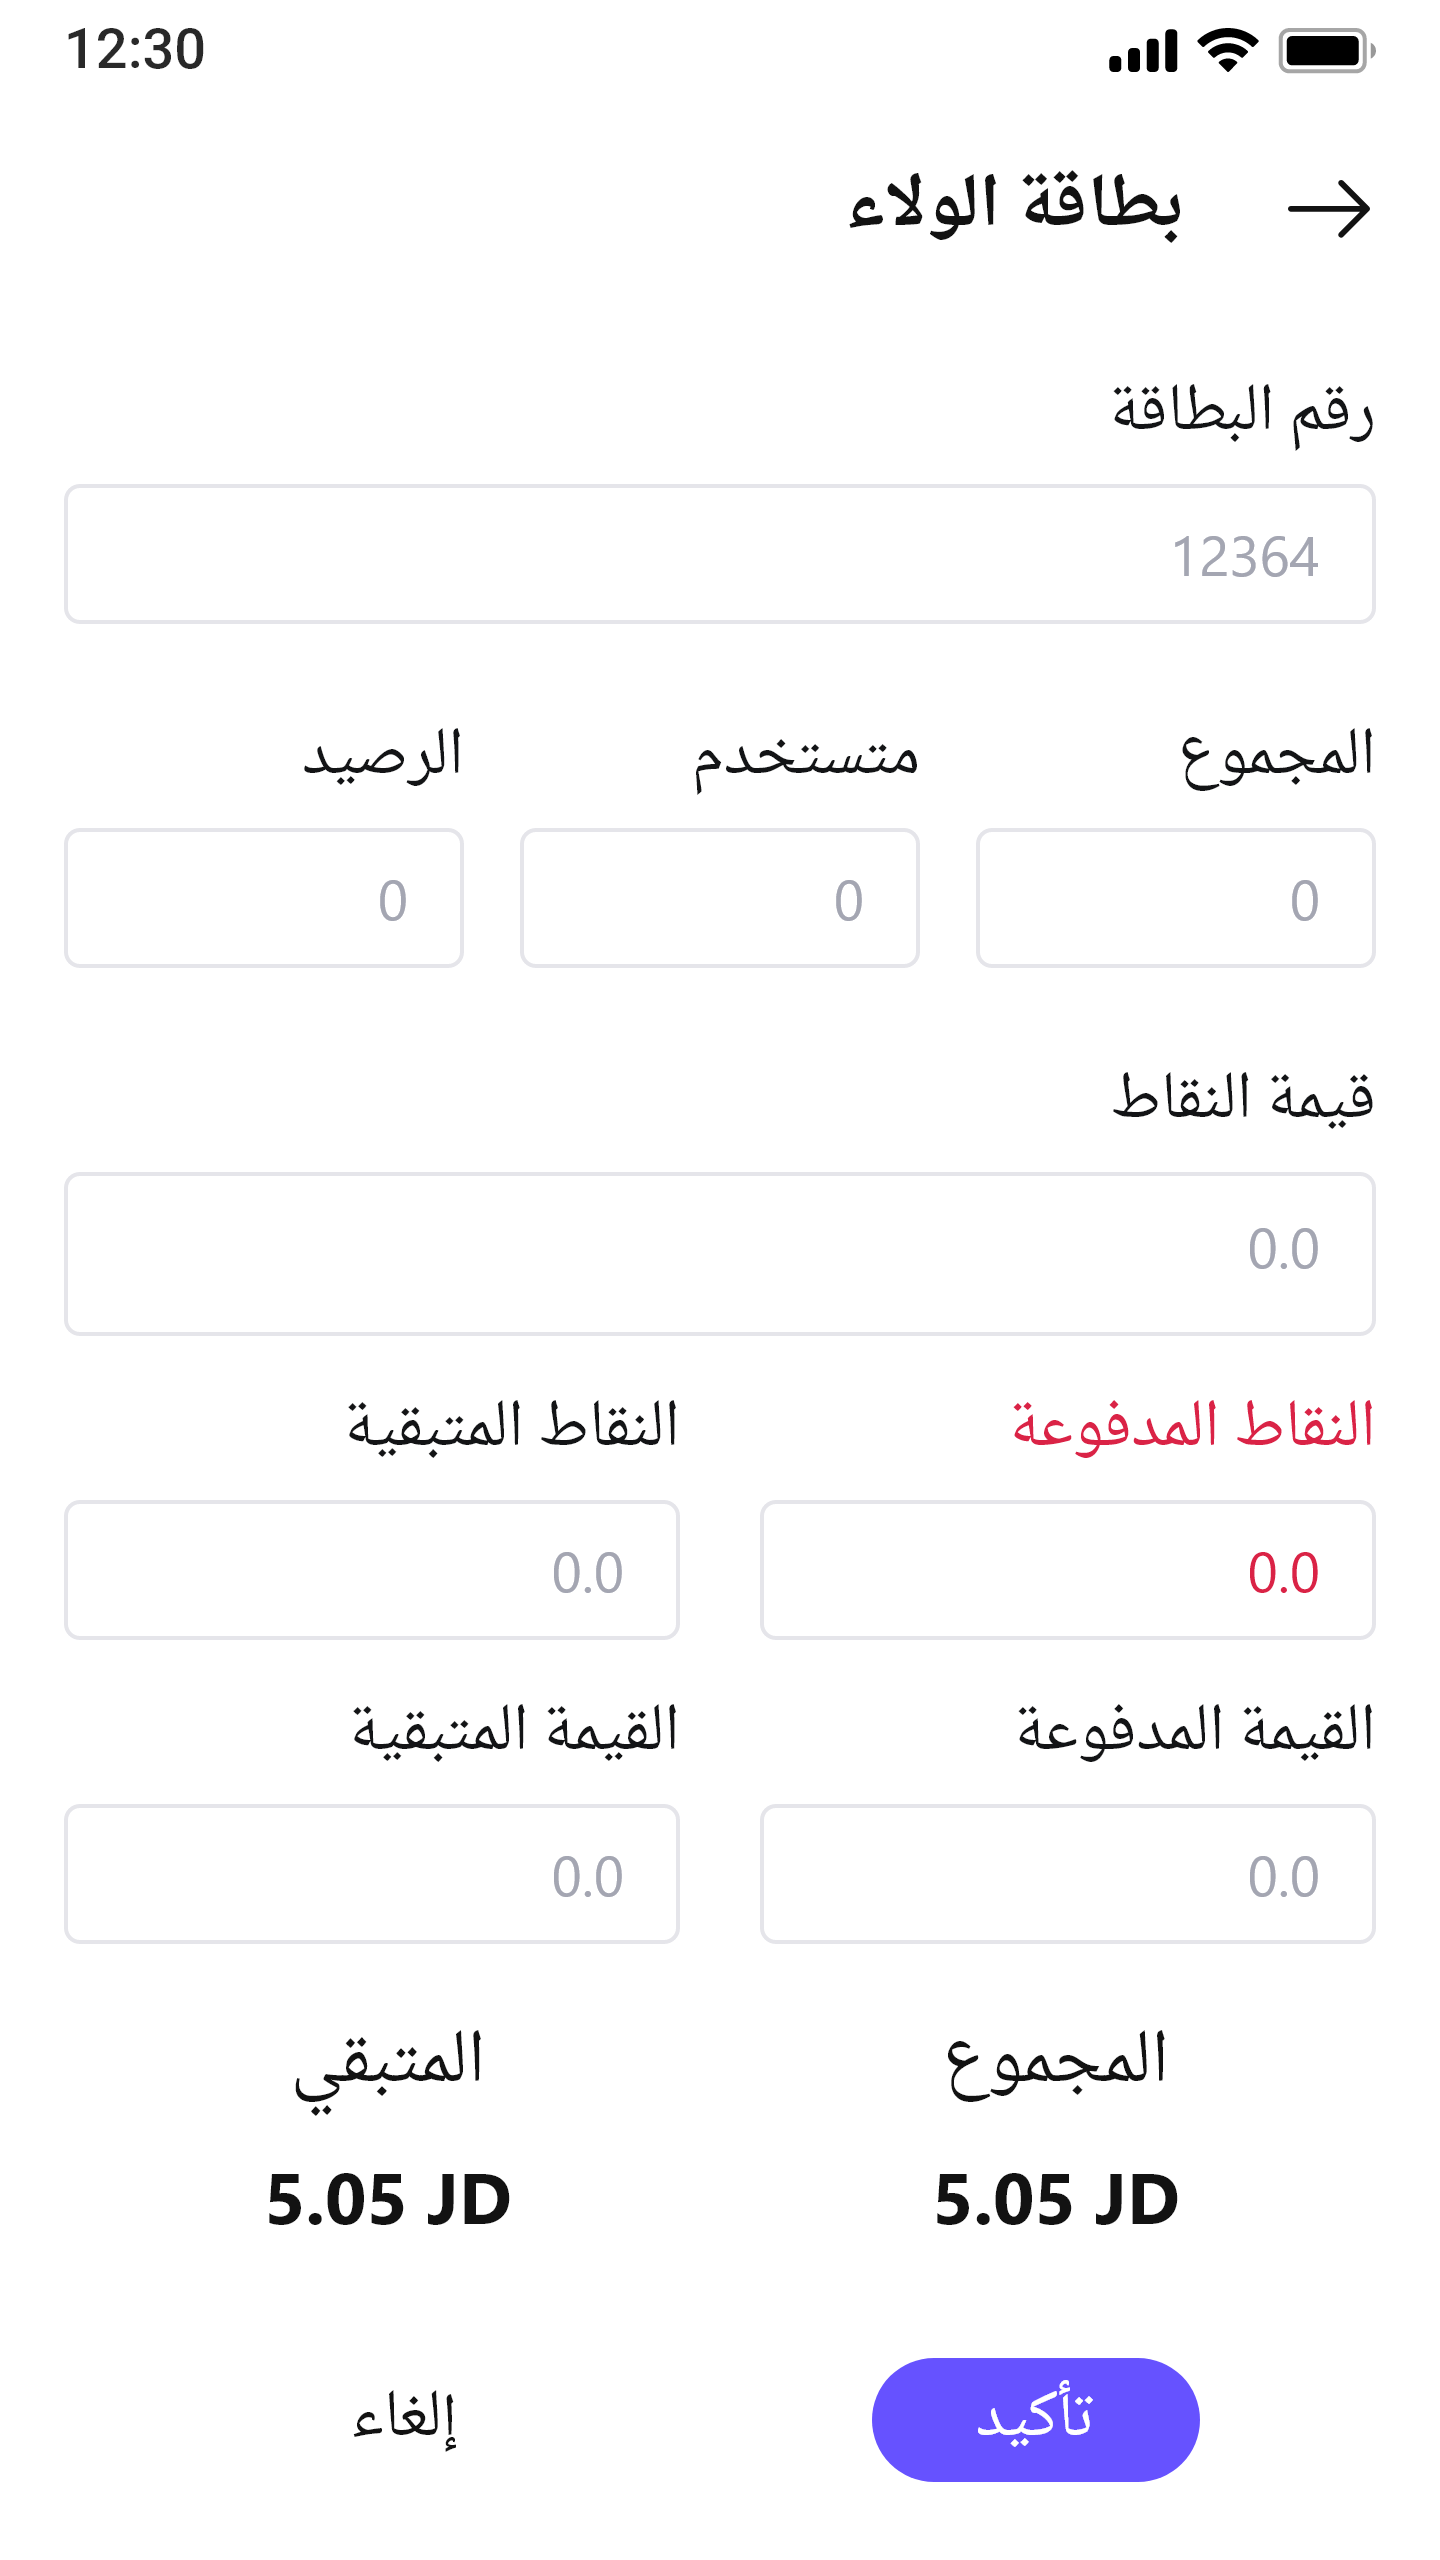 12:30
بطاقة الولاء
رقم البطاقة
12364
المجموع متستخدم الرصيد
0 0 0
قيمة النقاط
0.0
النقاط المدفوعة النقاط المتبقية
0.0 0.0
القيمة المدفوعة القيمة المتبقية
0.0 0.0
المجموع المتبقي
5.05 JD 5.05 JD
تأكيد إلغاء